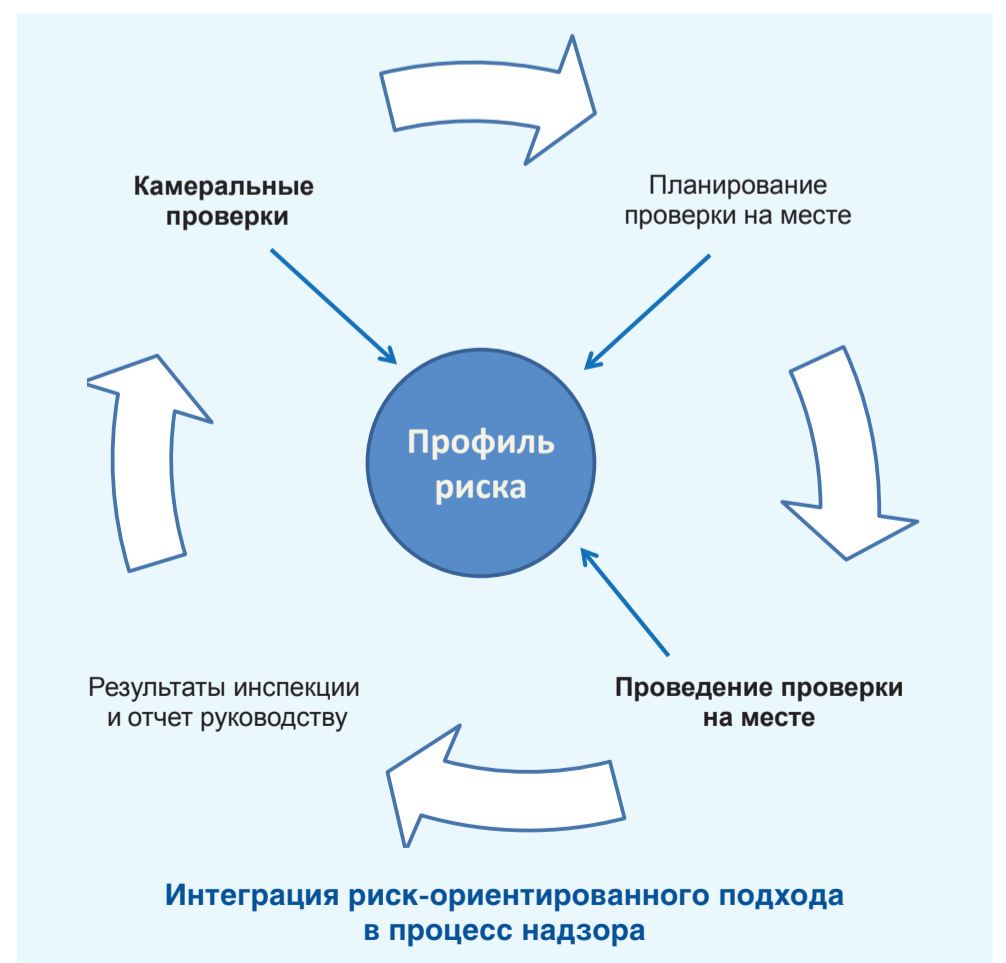 Камеральные
проверки
Планирование
проверки на месте
Профиль
риска
Результаты инспекции
и отчет руководству
Проведение проверки
на месте
Интеграция риск-ориентированного подхода
в процесс надзора